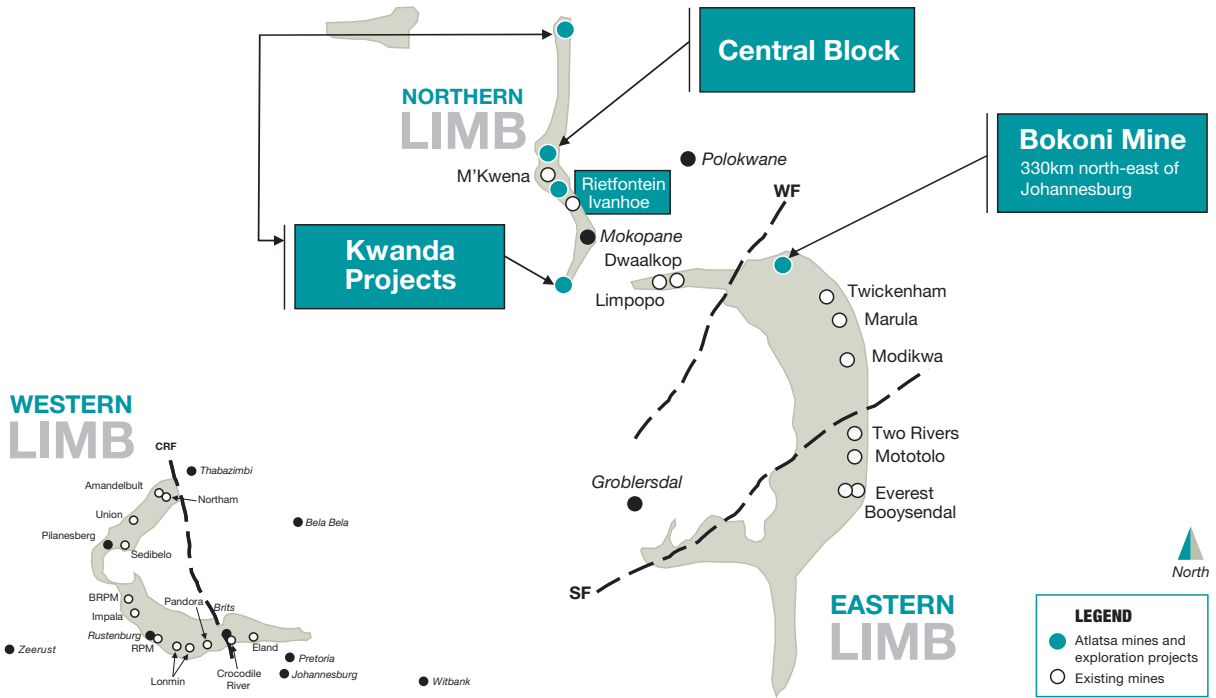 Central Block
NORTHERN
LIMB
Bokoni Mine
330km north-east of
Johannesburg
Polokwane
M'Kwena
Rietfontein
Ivanhoe
WF
Kwanda
Projects
Mokopane
Dwaalkop
Limpopo
Twickenham
Marula
Modikwa
WESTERN
LIMB
CRF
Thabazimbi
Amandelbult
Northam
Union
Bela Bela
Pilanesberg
Sedibelo
BRPM
Impala
Pandora
Brits
Rustenburg
RPM
Eland
Zeerust
Lonmin
Crocodile
River
Pretoria
Johannesburg
Witbank
Two Rivers
Mototolo
Groblersdal
Everest
Booysendal
SF
EASTERN
LIMB
North
LEGEND
Atlatsa mines and
exploration projects
Existing mines